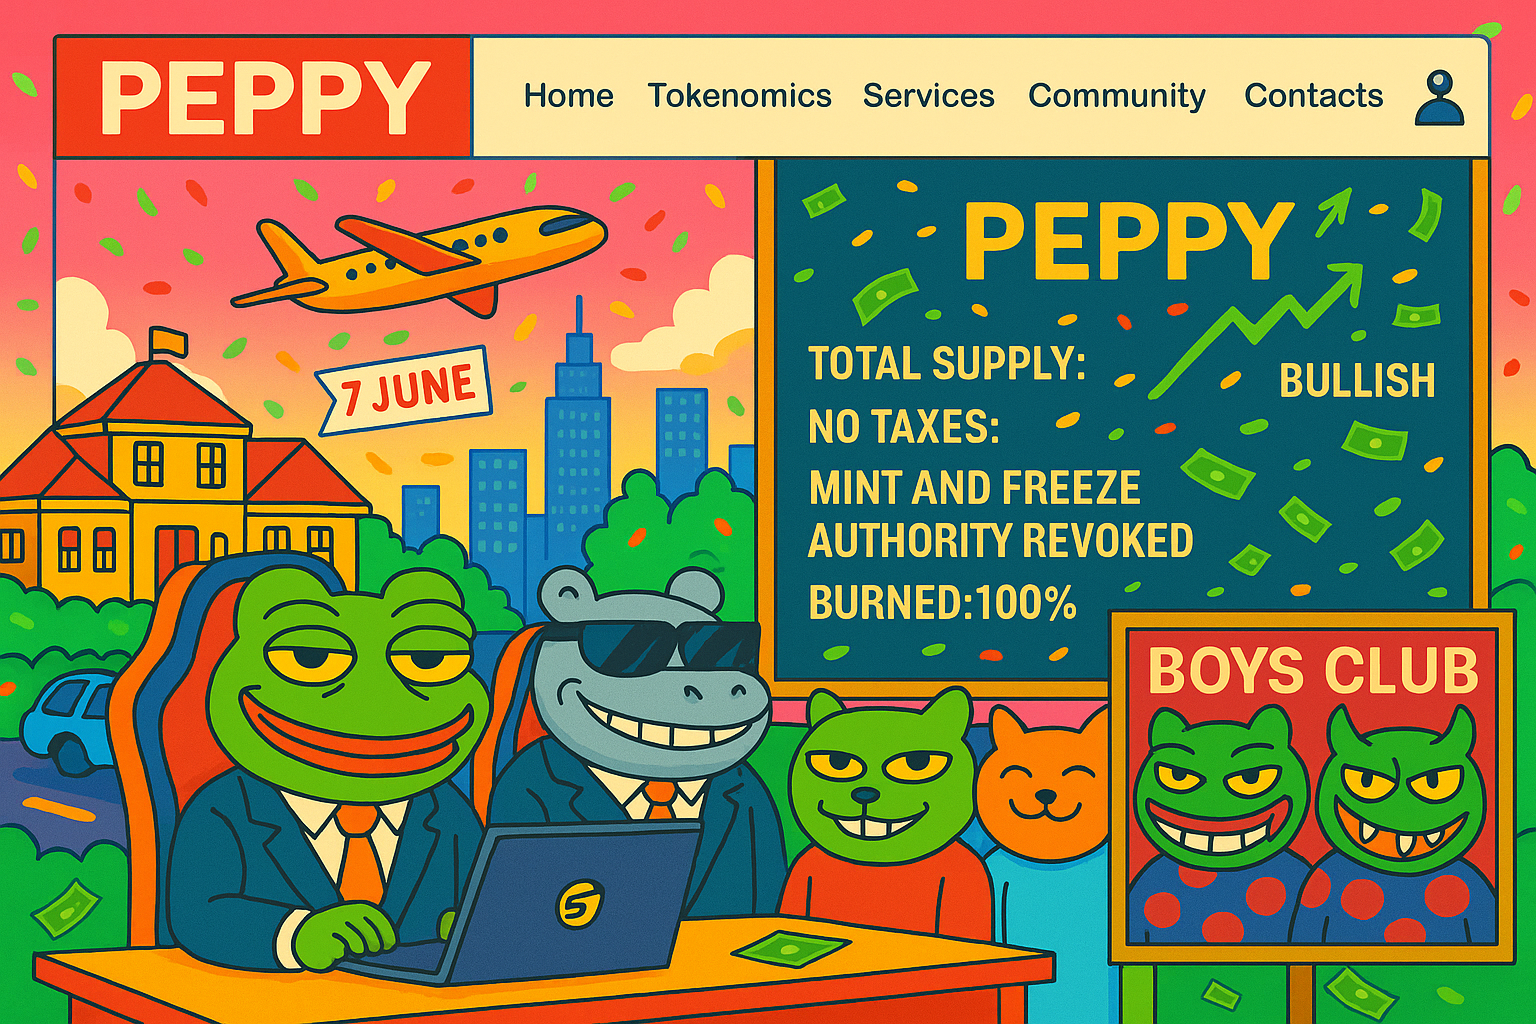 PEPPY
Home Tokenomics Services Community Contacts
7 JUNE
PEPPY
TOTAL SUPPLY:
BULLISH
NO TAXES:
MINT AND FREEZE
AUTHORITY REVOKED
BURNED:100%
BOYS CLUB
S